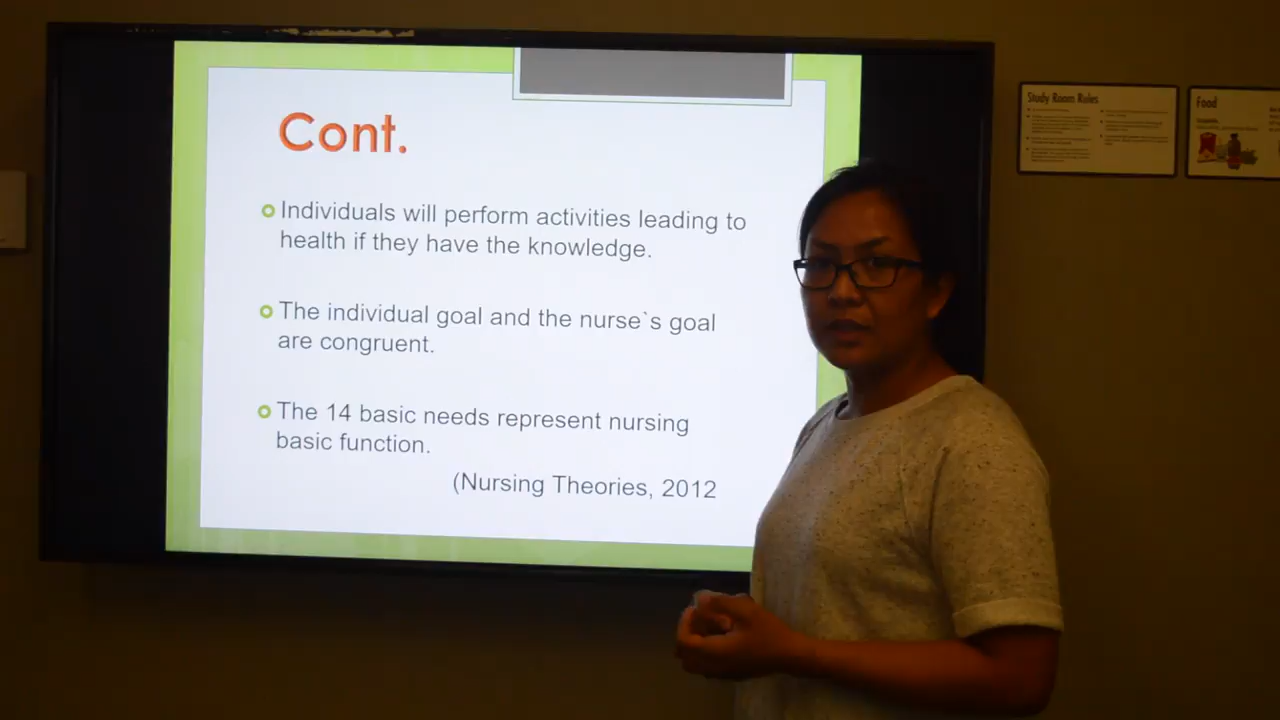 Cont.
Individuals will perform activities leading to
health if they have the knowledge.
The individual goal and the nurse`s goal
are congruent.
The 14 basic needs represent nursing
basic function.
(Nursing Theories, 2012
Study Room Rules
Food